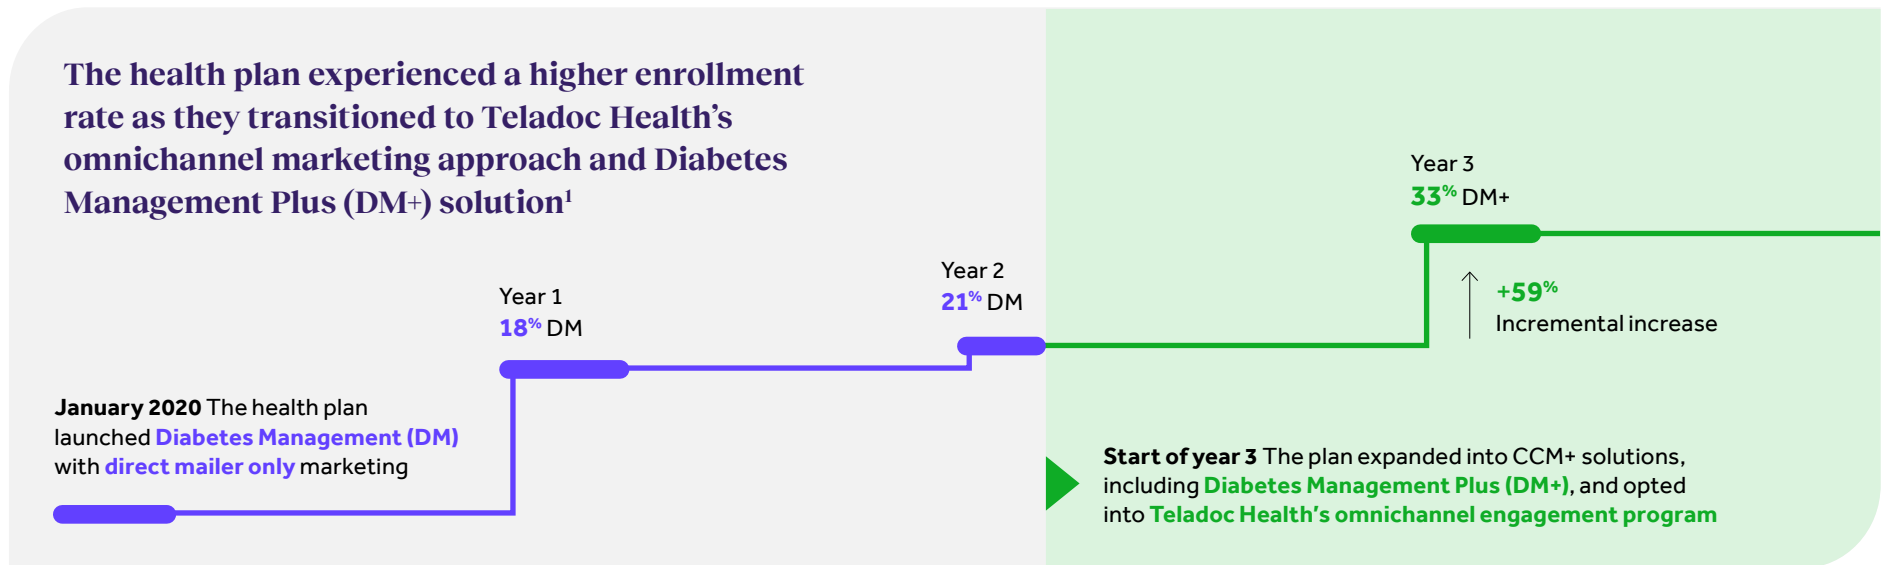 The health plan experienced a higher enrollment
rate as they transitioned to Teladoc Health’s
omnichannel marketing approach and Diabetes
Management Plus (DM+) solution¹
January 2020 The health plan
launched Diabetes Management (DM)
with direct mailer only marketing
Year 1
18% DM
Year 2
21% DM
Year 3
33% DM+
+59%
Incremental increase
Start of year 3 The plan expanded into CCM+ solutions,
including Diabetes Management Plus (DM+), and opted
into Teladoc Health’s omnichannel engagement program